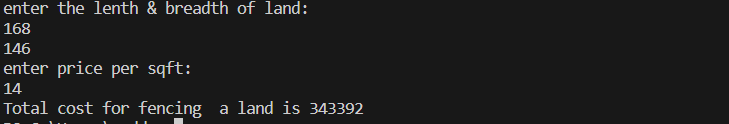 enter the lenth & breadth of land:
168
146
enter price per sqft:
14
Total cost for fencing  a land is 343392